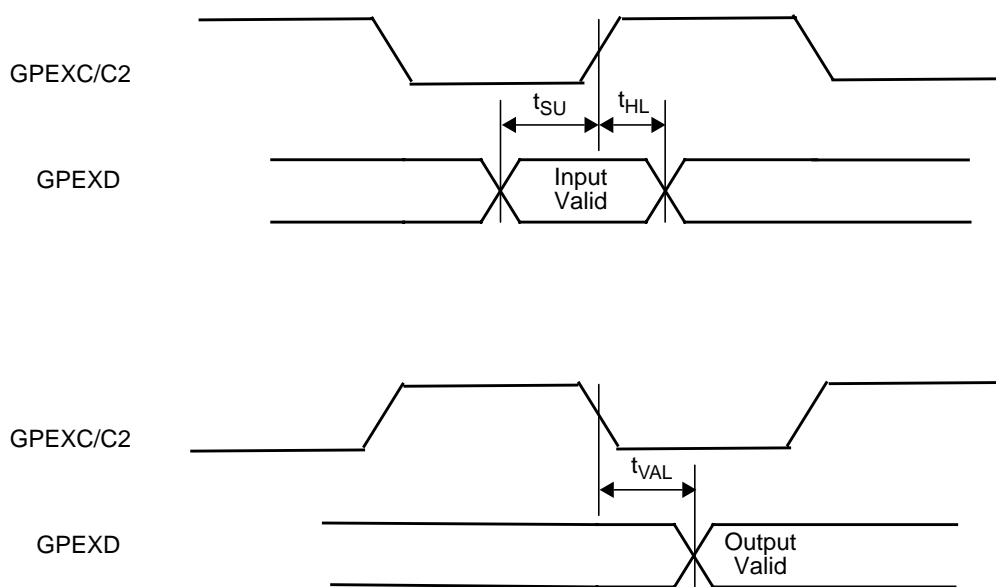 GPEXC/C2
tSU
tHL
GPEXD
Input
Valid
GPEXC/C2
tVAL
GPEXD
Output
Valid